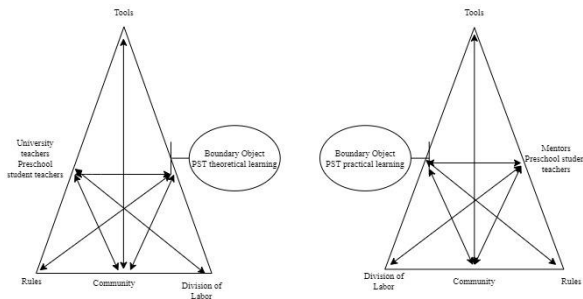 Tools
University
teachers
Preschool
student teachers
Boundary Object
PST theoretical learning
Rules
Community
Division of
Labor
Tools
Boundary Object
PST practical learning
Mentors
Preschool student
teachers
Division of
Labor
Community
Rules